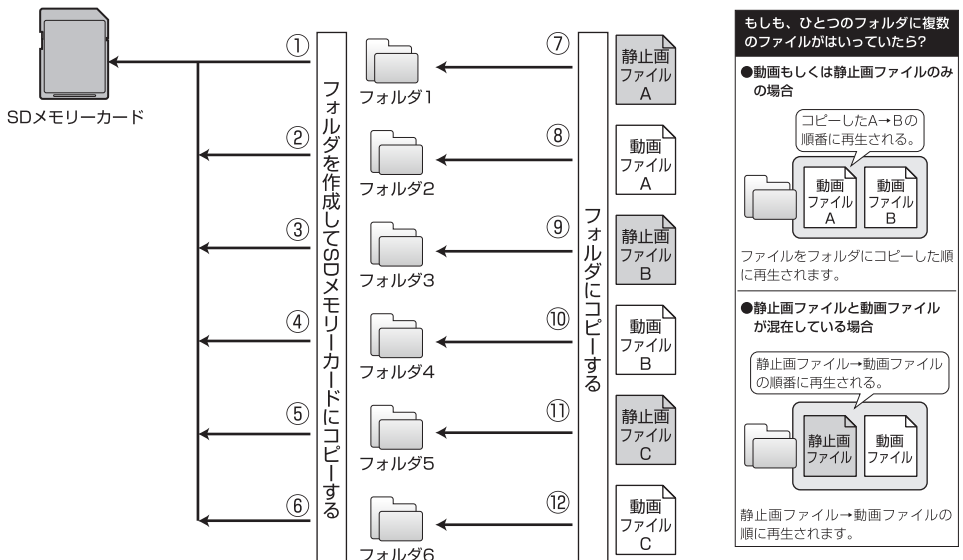 SDメモリーカード
①
②
③
④
⑤
⑥
フォルダを作成してSDメモリーカードにコピーする
フォルダ1
フォルダ2
フォルダ3
フォルダ4
フォルダ5
フォルダ6
⑦
⑧
⑨
⑩
⑪
⑫
フォルダにコピーする
静止画
ファイル
A
動画
ファイル
A
静止画
ファイル
B
動画
ファイル
B
静止画
ファイル
C
動画
ファイル
C
もしも、ひとつのフォルダに複数
のファイルがはいっていたら?
●動画もしくは静止画ファイルのみ
の場合
コピーしたA→Bの
順番に再生される。
動画
ファイル
A
動画
ファイル
B
ファイルをフォルダにコピーした順
に再生されます。
●静止画ファイルと動画ファイル
が混在している場合
静止画ファイル→動画ファイル
の順番に再生される。
静止画
ファイル
動画
ファイル
静止画ファイル→動画ファイルの
順に再生されます。